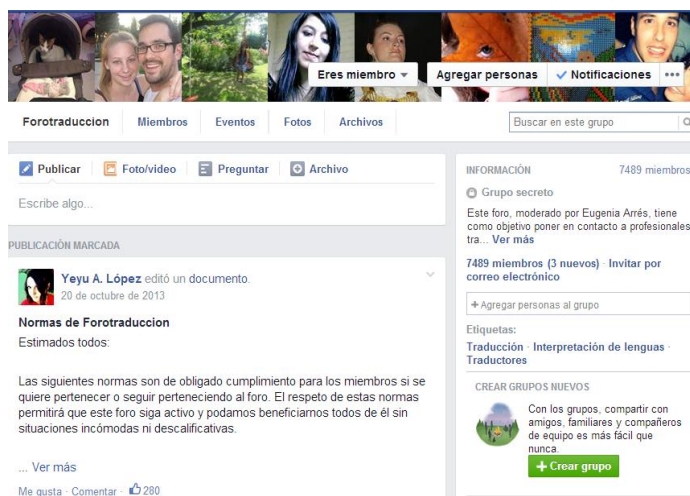 Eres miembro
Agregar personas
Notificaciones
Forotraduccion
Miembros
Eventos
Fotos
Archivos
Buscar en este grupo
Publicar
Foto/video
Preguntar
Archivo
Escribe algo...
PUBLICACIÓN MARCADA
Yeyu A. López editó un documento.
20 de octubre de 2013
Normas de Forotraduccion
Estimados todos:
Las siguientes normas son de obligado cumplimiento para los miembros si se
quiere pertenecer o seguir perteneciendo al foro. El respeto de estas normas
permitirá que este foro siga activo y podamos beneficiarnos todos de él sin
situaciones incómodas ni descalificativas.
... Ver más
Me gusta · Comentar · 280
INFORMACIÓN
7489 miembros
Grupo secreto
Este foro, moderado por Eugenia Arrés, tiene
como objetivo poner en contacto a profesionales
tra... Ver más
7489 miembros (3 nuevos) · Invitar por
correo electrónico
+ Agregar personas al grupo
Etiquetas:
Traducción · Interpretación de lenguas ·
Traductores
CREAR GRUPOS NUEVOS
Con los grupos, compartir con
amigos, familiares y compañeros
de equipo es más fácil que
nunca.
+ Crear grupo